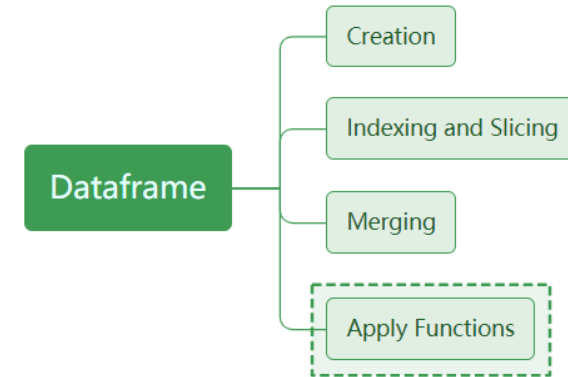 Creation
Indexing and Slicing
Dataframe
Merging
Apply Functions